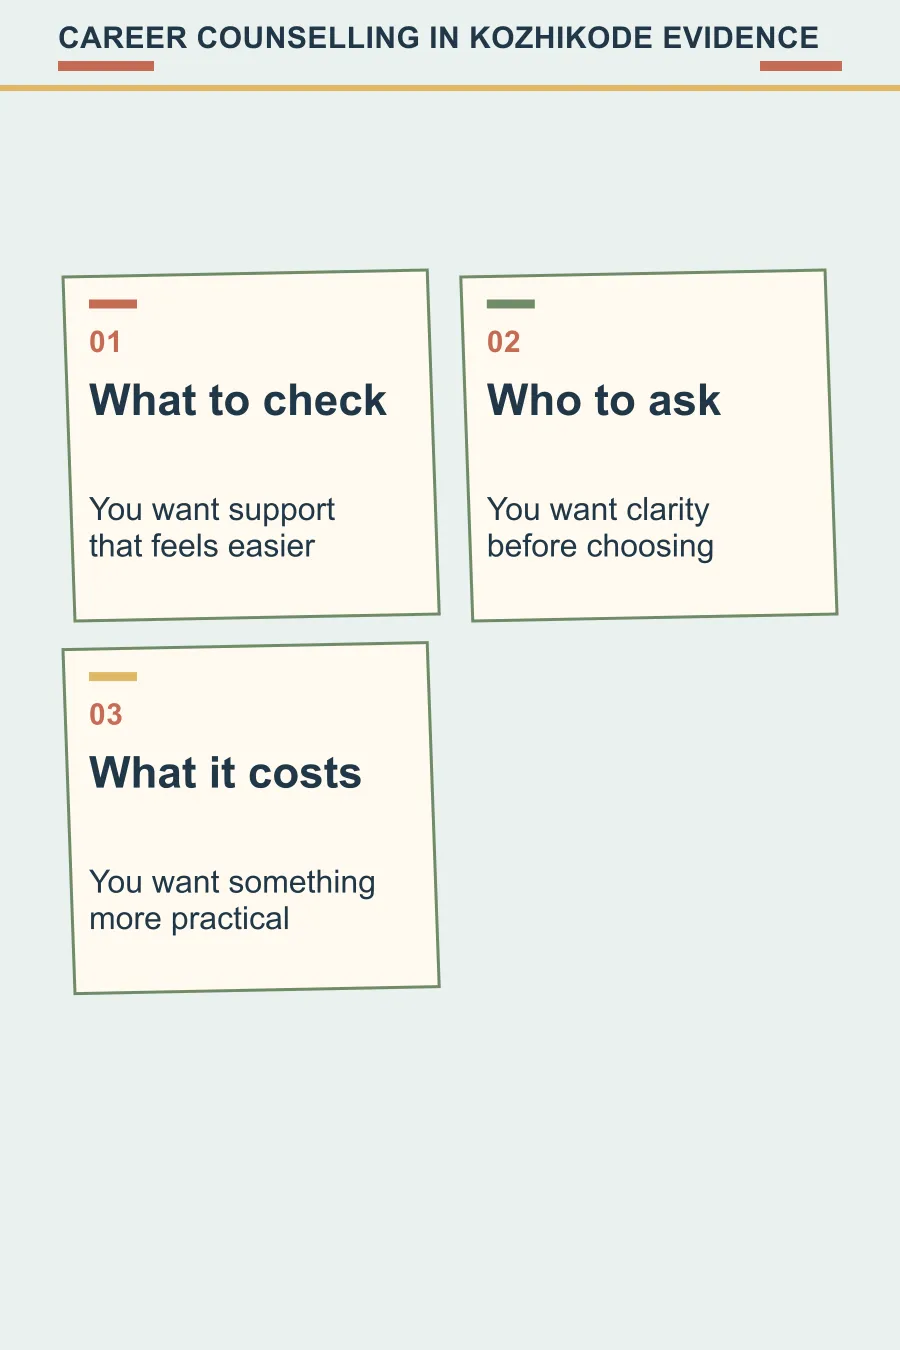 CAREER COUNSELLING IN KOZHIKODE EVIDENCE
01
What to check
You want support
that feels easier
02
Who to ask
You want clarity
before choosing
03
What it costs
You want something
more practical